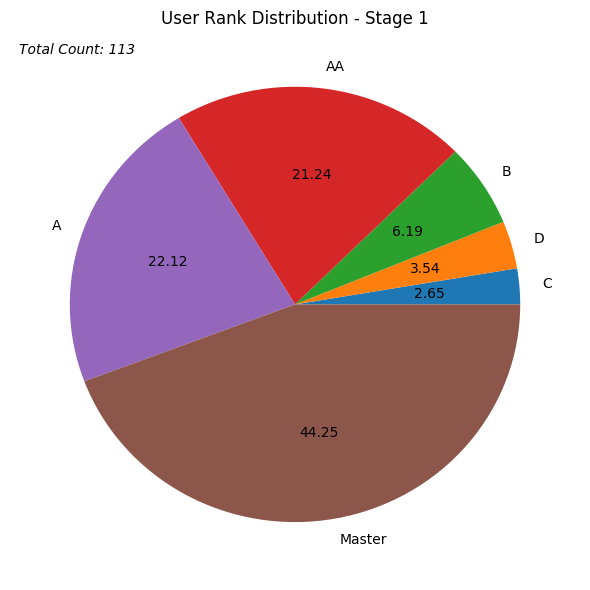 User Rank Distribution - Stage 1
Total Count: 113
AA
B
21.24
A
6.19
D
22.12
3.54
C
2.65
44.25
Master